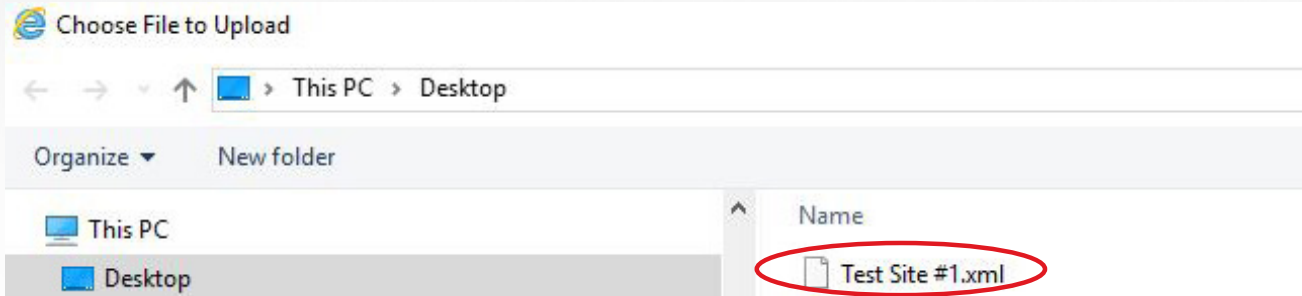 Choose File to Upload
This PC > Desktop
Organize New folder
This PC
Name
Desktop
Test Site #1.xml